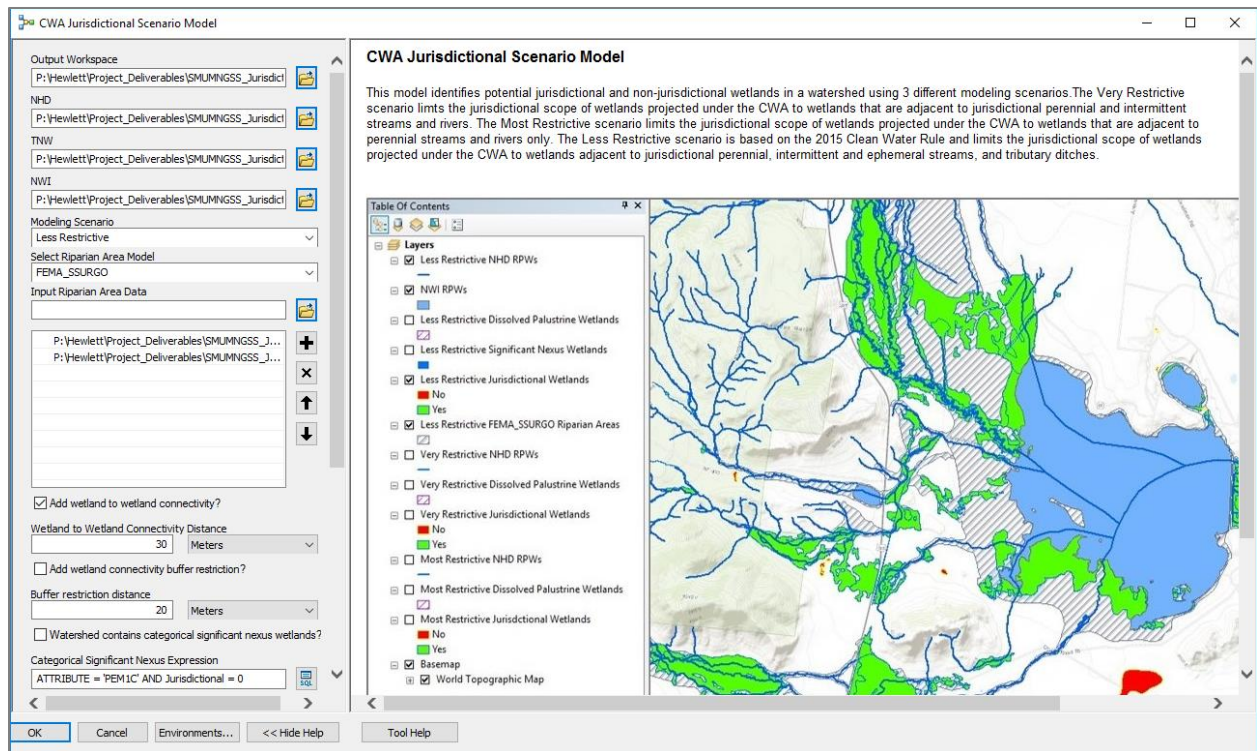 CWA Jurisdictional Scenario Model
Output Workspace
P:\Hewlett\Project_Deliverables\SMUMNGSS_Jurisdict
NHD
P:\Hewlett\Project_Deliverables\SMUMNGSS_Jurisdict
TNW
P:\Hewlett\Project_Deliverables\SMUMNGSS_Jurisdict
NWI
P:\Hewlett\Project_Deliverables\SMUMNGSS_Jurisdict
Modeling Scenario
Less Restrictive
Select Riparian Area Model
FEMA_SSURGO
Input Riparian Area Data
P:\Hewlett\Project_Deliverables\SMUMNGSS_J...
P:\Hewlett\Project_Deliverables\SMUMNGSS_J...
Add wetland to wetland connectivity?
Wetland to Wetland Connectivity Distance
30 Meters
Add wetland connectivity buffer restriction?
Buffer restriction distance
20 Meters
Watershed contains categorical significant nexus wetlands?
Categorical Significant Nexus Expression
ATTRIBUTE = 'PEM1C' AND Jurisdictional = 0
SQL
CWA Jurisdictional Scenario Model
This model identifies potential jurisdictional and non-jurisdictional wetlands in a watershed using 3 different modeling scenarios.The Very Restrictive
scenario limts the jurisdictional scope of wetlands projected under the CWA to wetlands that are adjacent to jurisdictional perennial and intermittent
streams and rivers. The Most Restrictive scenario limits the jurisdictional scope of wetlands projected under the CWA to wetlands that are adjacent to
perennial streams and rivers only. The Less Restrictive scenario is based on the 2015 Clean Water Rule and limits the jurisdictional scope of wetlands
projected under the CWA to wetlands adjacent to jurisdictional perennial, intermittent and ephemeral streams, and tributary ditches.
Table Of Contents
Layers
Less Restrictive NHD RPWs
NWI RPWs
Less Restrictive Dissolved Palustrine Wetlands
Less Restrictive Significant Nexus Wetlands
Less Restrictive Jurisdictional Wetlands
No
Yes
Less Restrictive FEMA_SSURGO Riparian Areas
Very Restrictive NHD RPWs
Very Restrictive Dissolved Palustrine Wetlands
Very Restrictive Jurisdictional Wetlands
No
Yes
Most Restrictive NHD RPWs
Most Restrictive Dissolved Palustrine Wetlands
Most Restrictive Jursdictional Wetlands
No
Yes
Basemap
World Topographic Map
OK
Cancel
Environments...
<< Hide Help
Tool Help